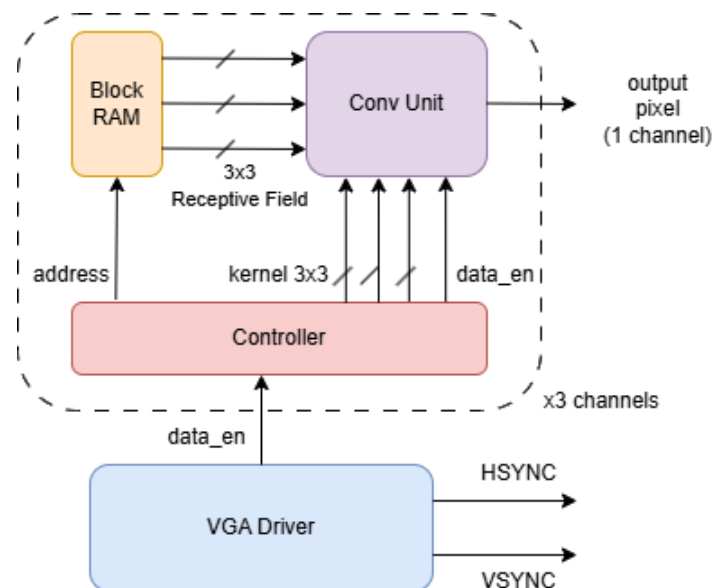 Block
RAM
Conv Unit
output
pixel
(1 channel)
3x3
Receptive Field
address
kernel 3x3
data_en
Controller
x3 channels
data_en
HSYNC
VGA Driver
VSYNC